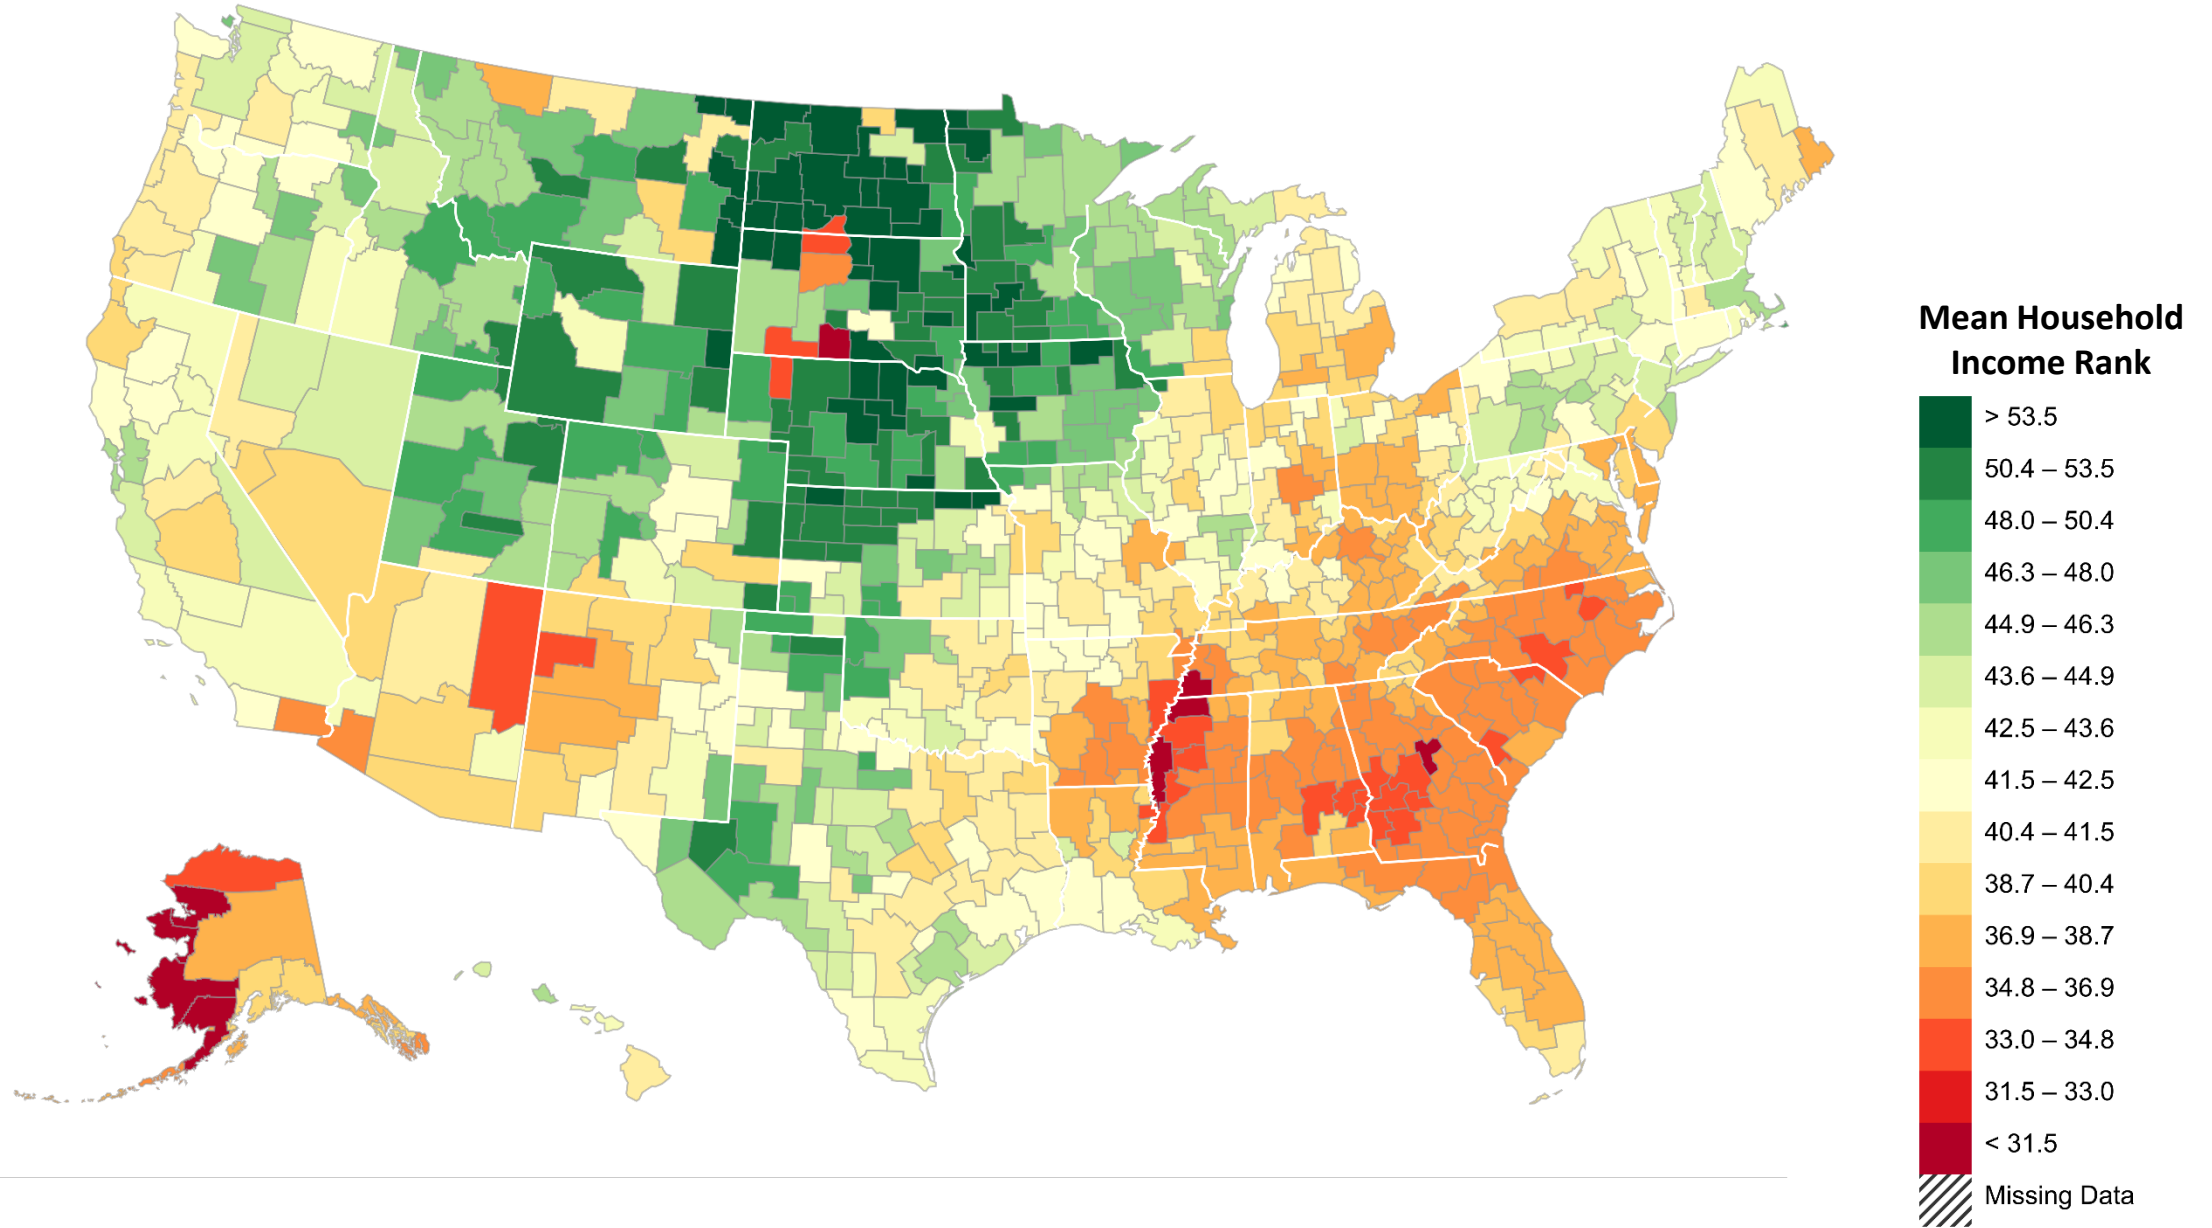 Mean Household
Income Rank
> 53.5
50.4 – 53.5
48.0 – 50.4
46.3 – 48.0
44.9 – 46.3
43.6 – 44.9
42.5 – 43.6
41.5 – 42.5
40.4 – 41.5
38.7 – 40.4
36.9 – 38.7
34.8 – 36.9
33.0 – 34.8
31.5 – 33.0
< 31.5
Missing Data